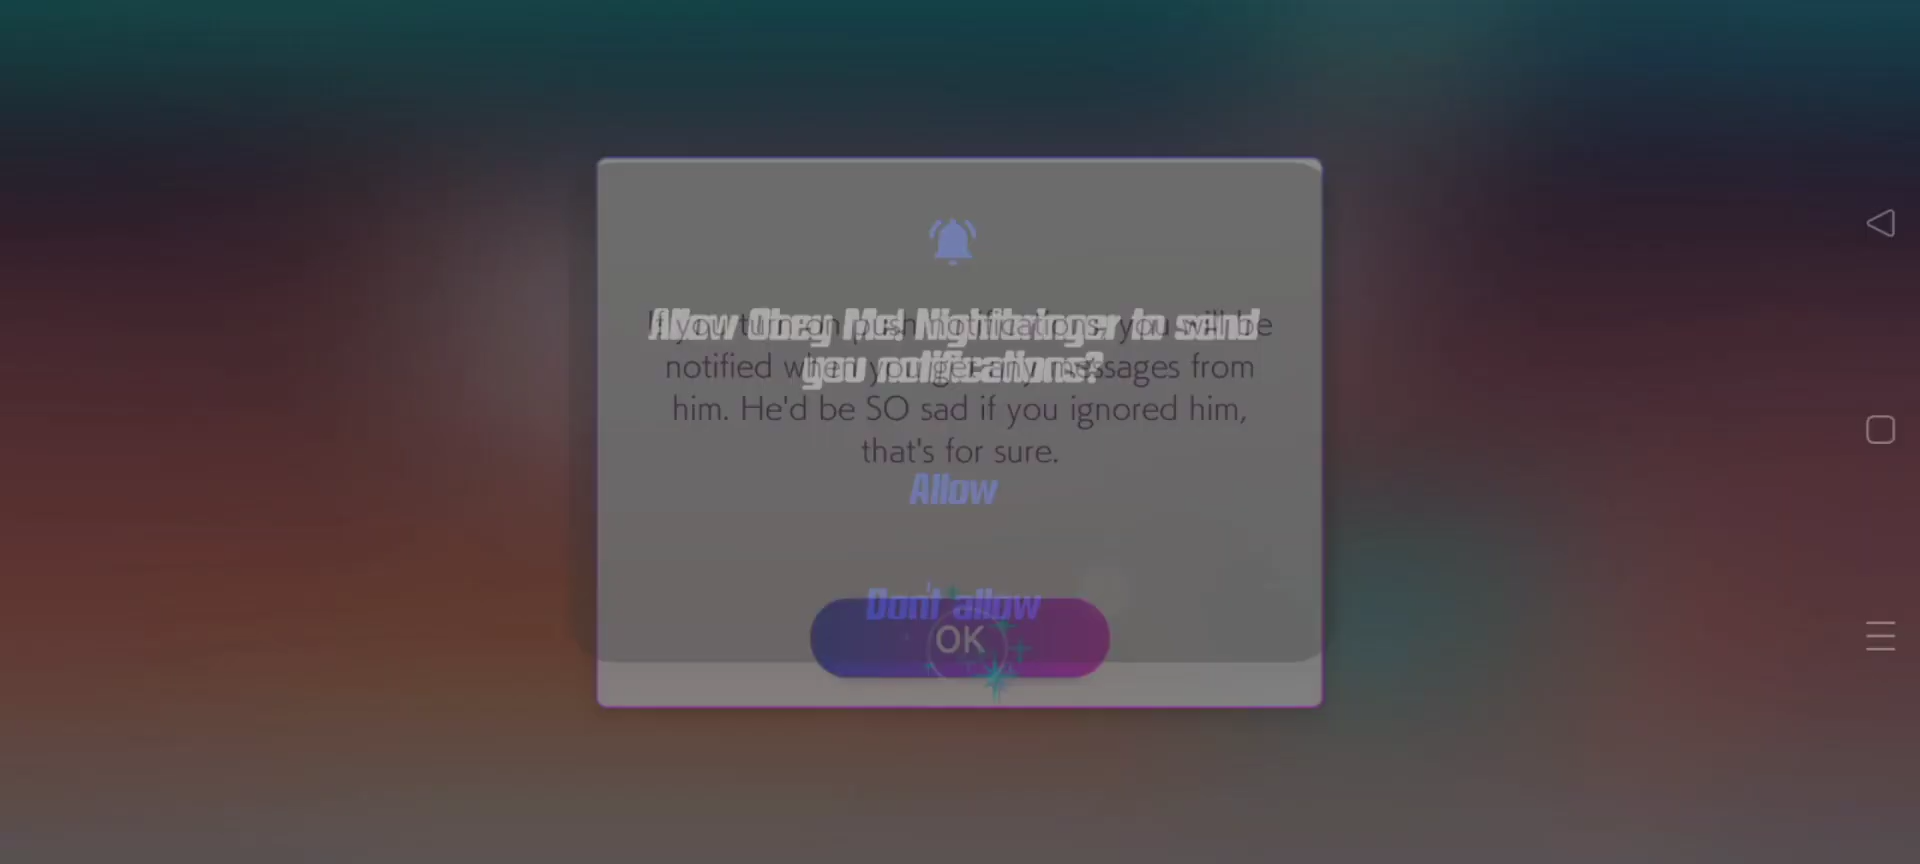 Allow Obey Me! Nightbringer to send
you notifications?
If you turn on push notifications, you will be
notified when you get any messages from
him. He'd be SO sad if you ignored him,
that's for sure.
Allow
Don't allow
OK